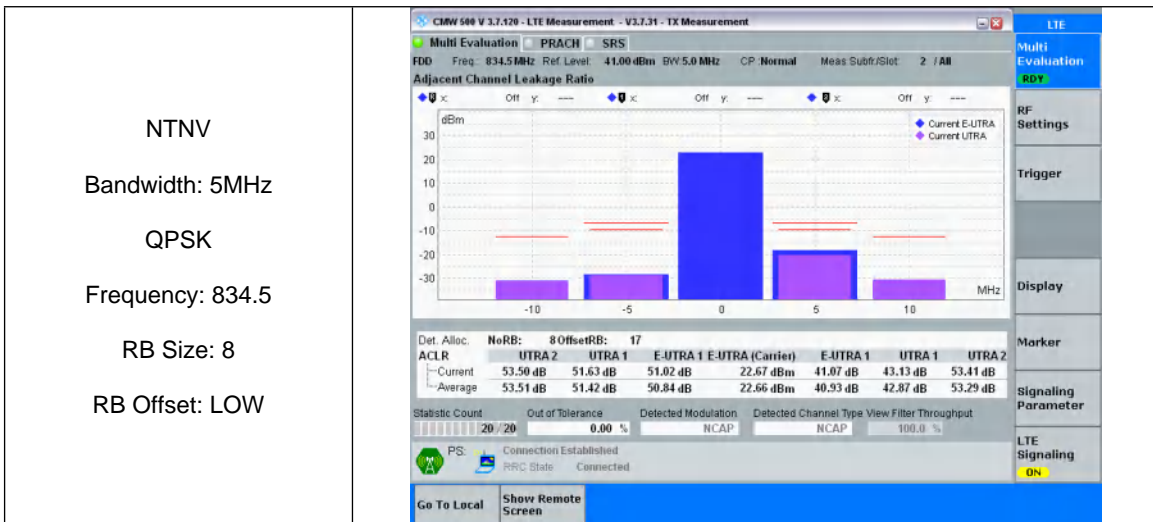 NTNV
Bandwidth: 5MHz
QPSK
Frequency: 834.5
RB Size: 8
RB Offset: LOW
CMW 500 V 3.7.120 - LTE Measurement - V3.7.31 - TX Measurement
Multi Evaluation PRACH SRS
FDD Freq.: 834.5 MHz Ref. Level: 41.00 dBm BW: 5.0 MHz CP: Normal Meas Subfr./Slot: 2 / All
Adjacent Channel Leakage Ratio
x: Off y: --- x: Off y: --- x: Off y: ---
dBm
Current E-UTRA
Current UTRA
30
20
10
0
-10
-20
-30
MHz
-10 -5 0 5 10
Det. Alloc. NoRB: 8 OffsetRB: 17
ACLR UTRA 2 UTRA 1 E-UTRA 1 E-UTRA (Carrier) E-UTRA 1 UTRA 1 UTRA 2
Current 53.50 dB 51.63 dB 51.02 dB 22.67 dBm 41.07 dB 43.13 dB 53.41 dB
Average 53.51 dB 51.42 dB 50.84 dB 22.66 dBm 40.93 dB 42.87 dB 53.29 dB
Statistic Count Out of Tolerance Detected Modulation Detected Channel Type View Filter Throughput
20 / 20 0.00 % NCAP NCAP 100.0 %
PS: Connection Established
RRC State Connected
Go To Local Show Remote Screen
LTE
Multi
Evaluation
RDY
RF
Settings
Trigger
Display
Marker
Signaling
Parameter
LTE
Signaling
ON